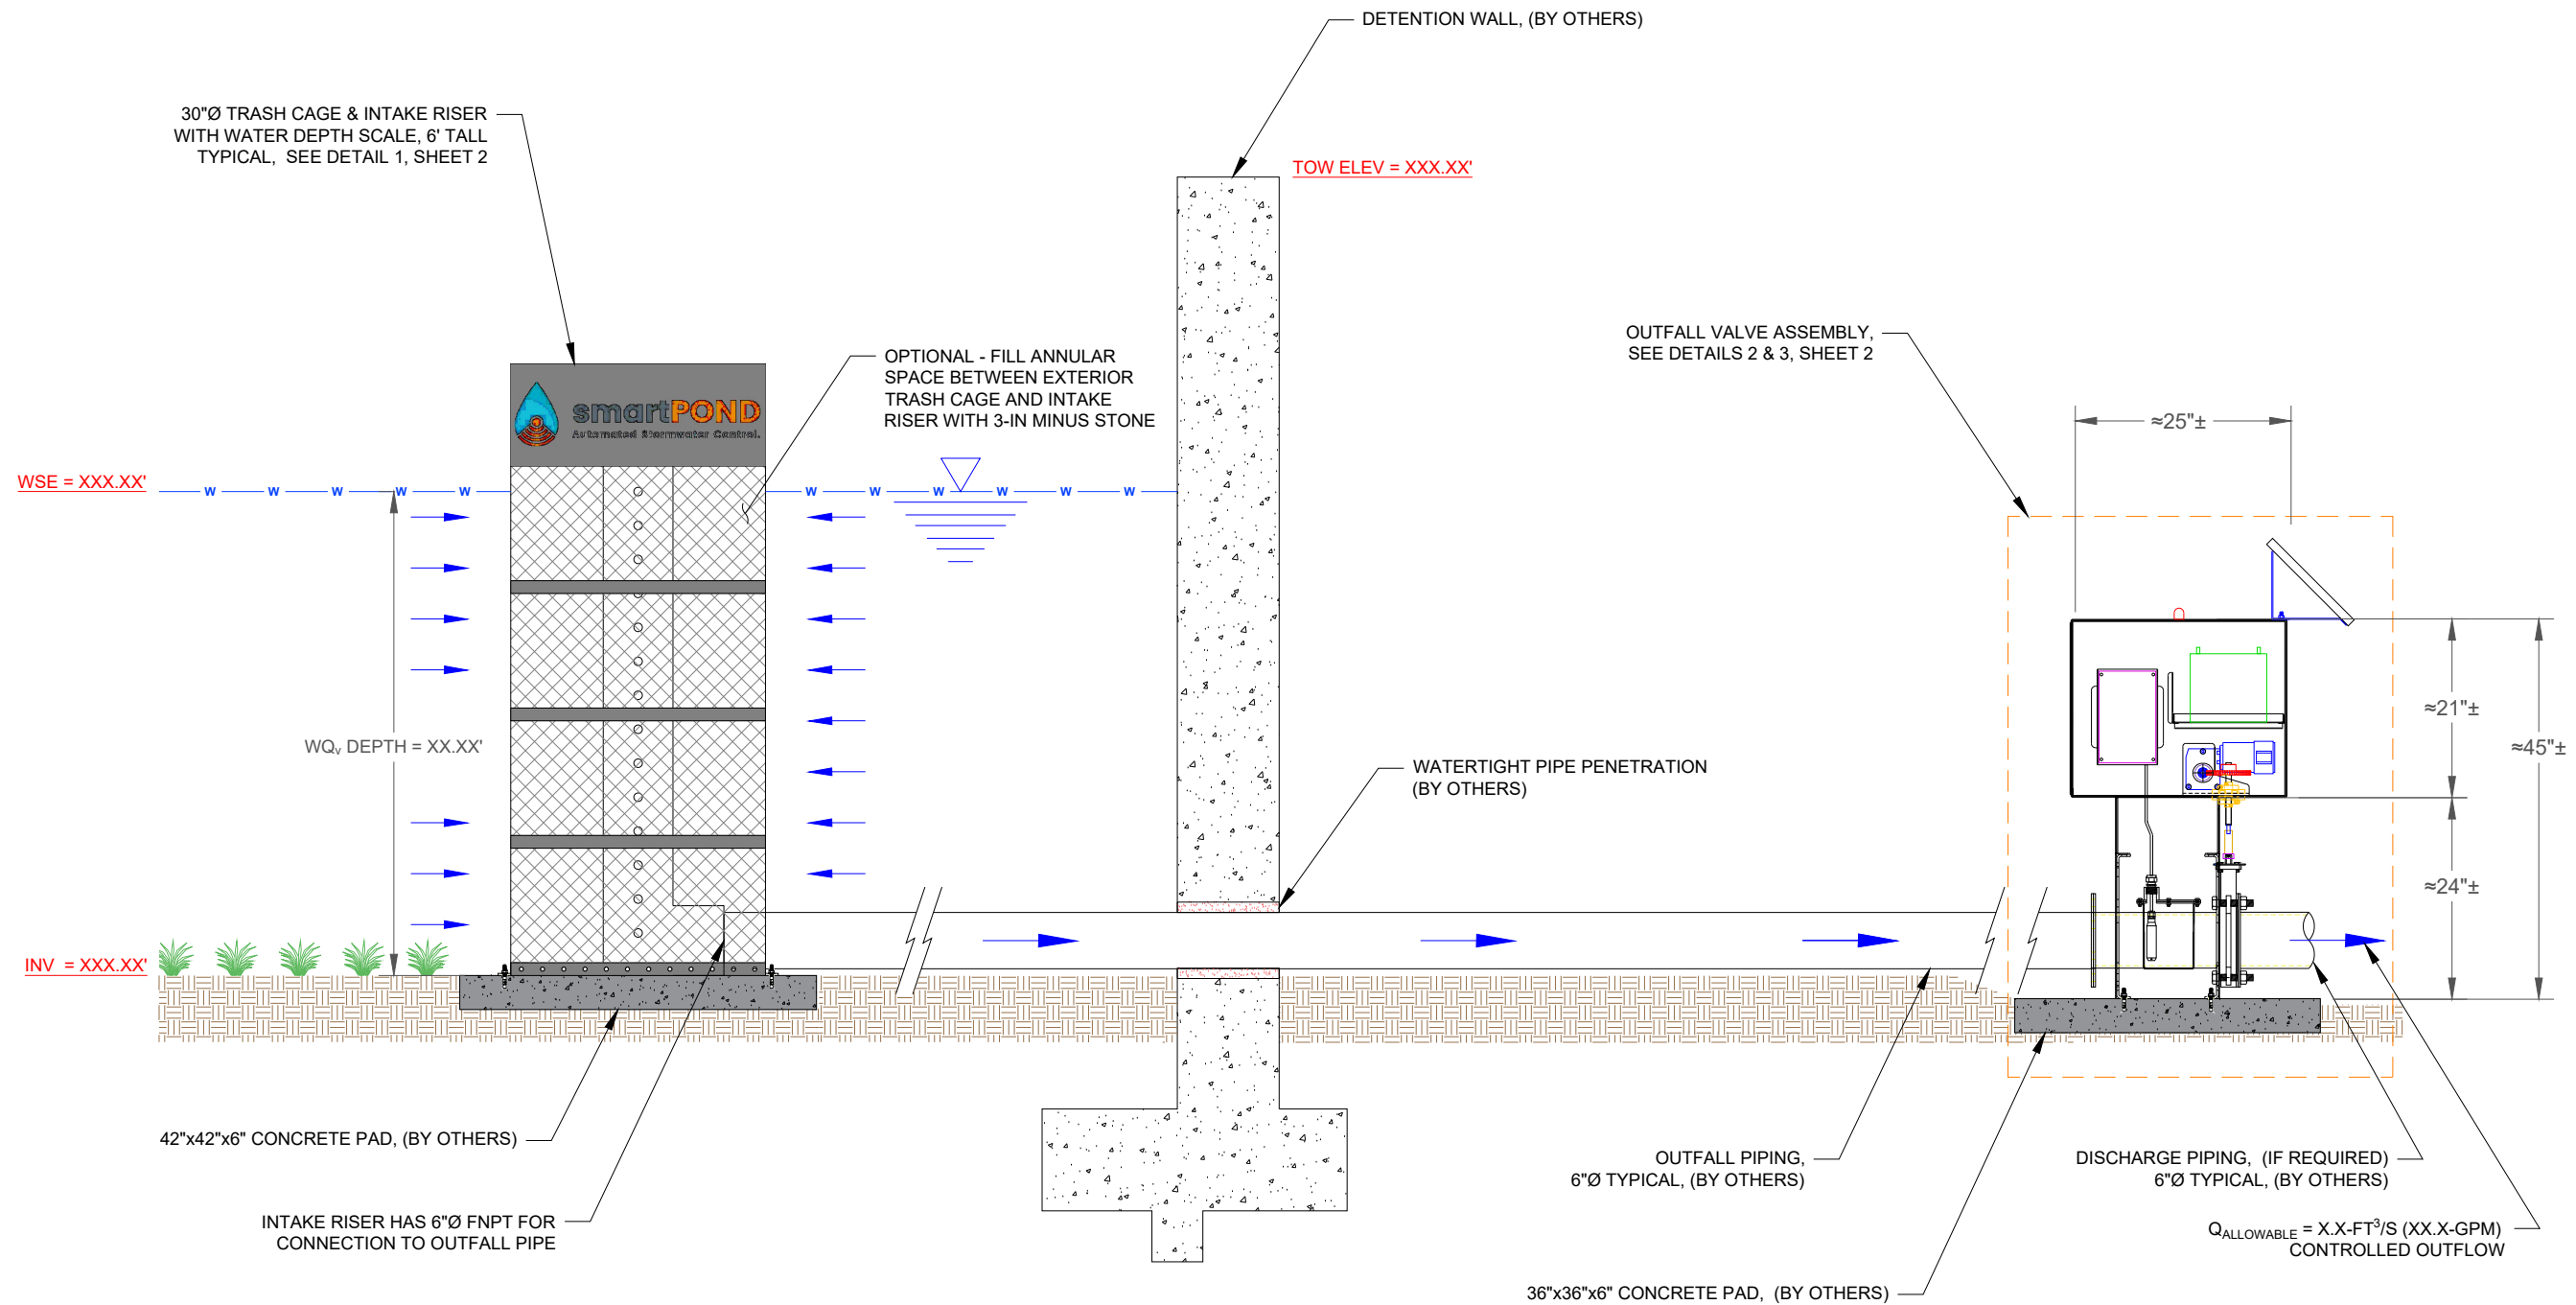 DETENTION WALL, (BY OTHERS)
30"Ø TRASH CAGE & INTAKE RISER
WITH WATER DEPTH SCALE, 6' TALL
TYPICAL, SEE DETAIL 1, SHEET 2
TOW ELEV = XXX.XX'
OPTIONAL - FILL ANNULAR
SPACE BETWEEN EXTERIOR
TRASH CAGE AND INTAKE
RISER WITH 3-IN MINUS STONE
OUTFALL VALVE ASSEMBLY,
SEE DETAILS 2 & 3, SHEET 2
smartPOND
Automated Stormwater Control.
≈25"±
WSE = XXX.XX'
W W W W W W W W W W W
≈21"±
≈45"±
WQv DEPTH = XX.XX'
WATERTIGHT PIPE PENETRATION
(BY OTHERS)
≈24"±
INV = XXX.XX'
42"x42"x6" CONCRETE PAD, (BY OTHERS)
INTAKE RISER HAS 6"Ø FNPT FOR
CONNECTION TO OUTFALL PIPE
OUTFALL PIPING,
6"Ø TYPICAL, (BY OTHERS)
DISCHARGE PIPING, (IF REQUIRED)
6"Ø TYPICAL, (BY OTHERS)
QALLOWABLE = X.X-FT³/S (XX.X-GPM)
CONTROLLED OUTFLOW
36"x36"x6" CONCRETE PAD, (BY OTHERS)